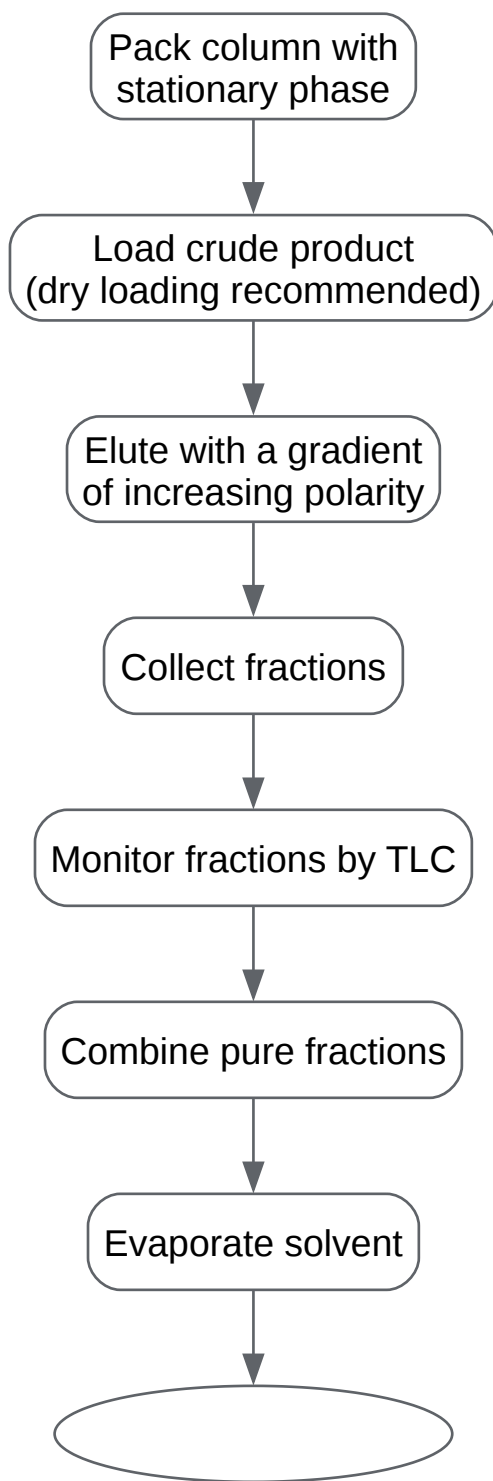 Pack column with
stationary phase
Load crude product
(dry loading recommended)
Elute with a gradient
of increasing polarity
Collect fractions
Monitor fractions by TLC
Combine pure fractions
Evaporate solvent